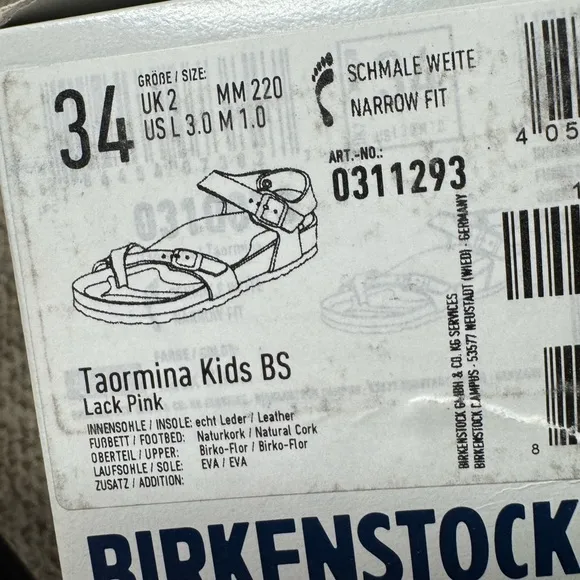 34
GRÖßE / SIZE:
UK 2 MM 220
US L 3.0 M 1.0
SCHMALE WEITE
NARROW FIT
ART.-NO.:
0311293
4 05
Taormina Kids BS
Lack Pink
INNENSOHLE / INSOLE: echt Leder / Leather
FUßBETT / FOOTBED: Naturkork / Natural Cork
OBERTEIL / UPPER: Birko-Flor / Birko-Flor
LAUFSOHLE / SOLE: EVA / EVA
ZUSATZ / ADDITION:
BIRKENSTOCK GMBH & CO. KG SERVICES
BIRKENSTOCK CAMPUS · 53577 NEUSTADT (WIED) · GERMANY
8
BIRKENSTOCK